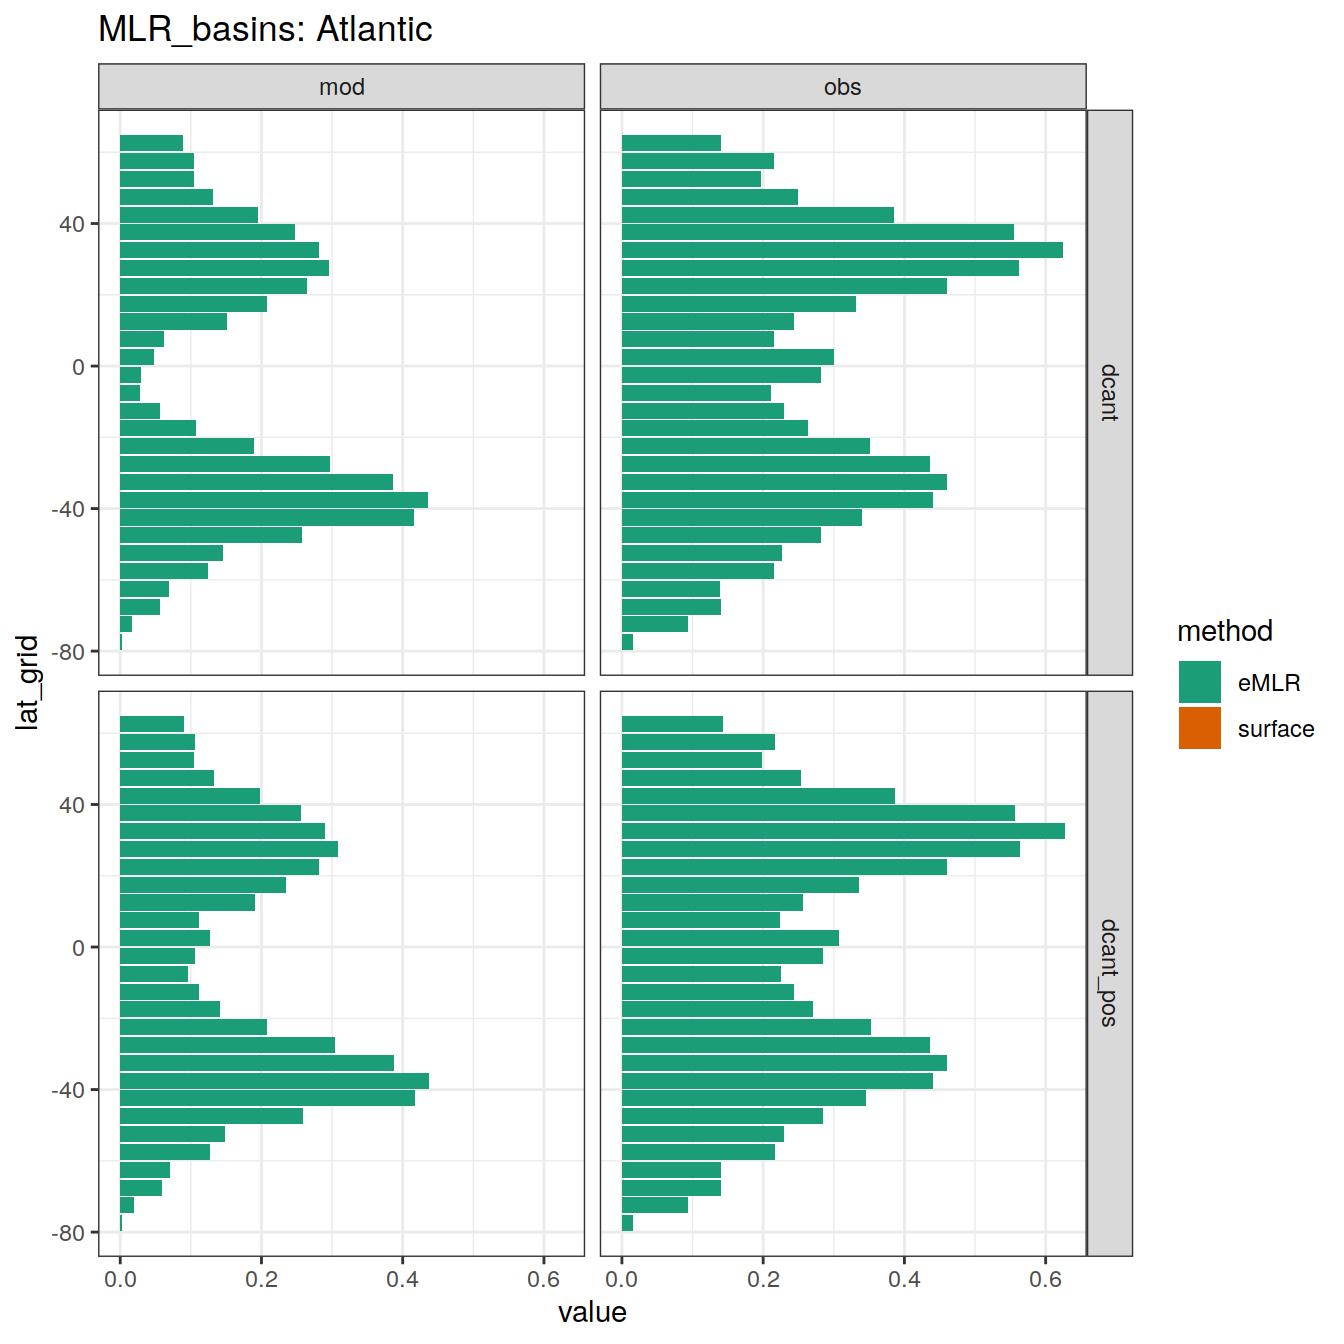 MLR_basins: Atlantic
mod
obs
40
0
-40
-80
dcant
40
0
-40
-80
dcant_pos
lat_grid
0.0 0.2 0.4 0.6
0.0 0.2 0.4 0.6
value
method
eMLR
surface